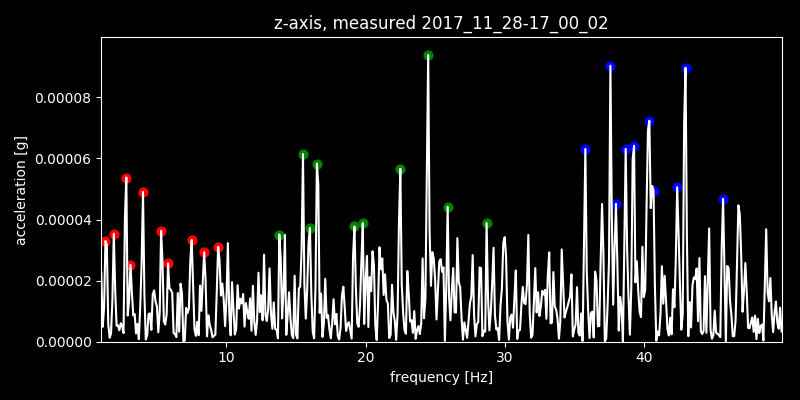 z-axis, measured 2017_11_28-17_00_02
0.00008
0.00006
0.00004
0.00002
0.00000
acceleration [g]
10 20 30 40
frequency [Hz]